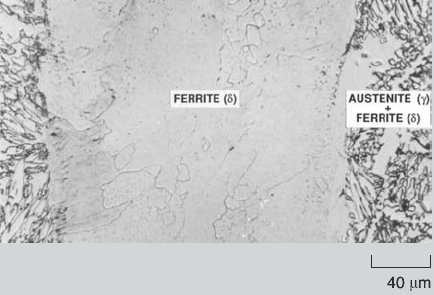 FERRITE (δ)
AUSTENITE (γ)
+
FERRITE (δ)
40 μm